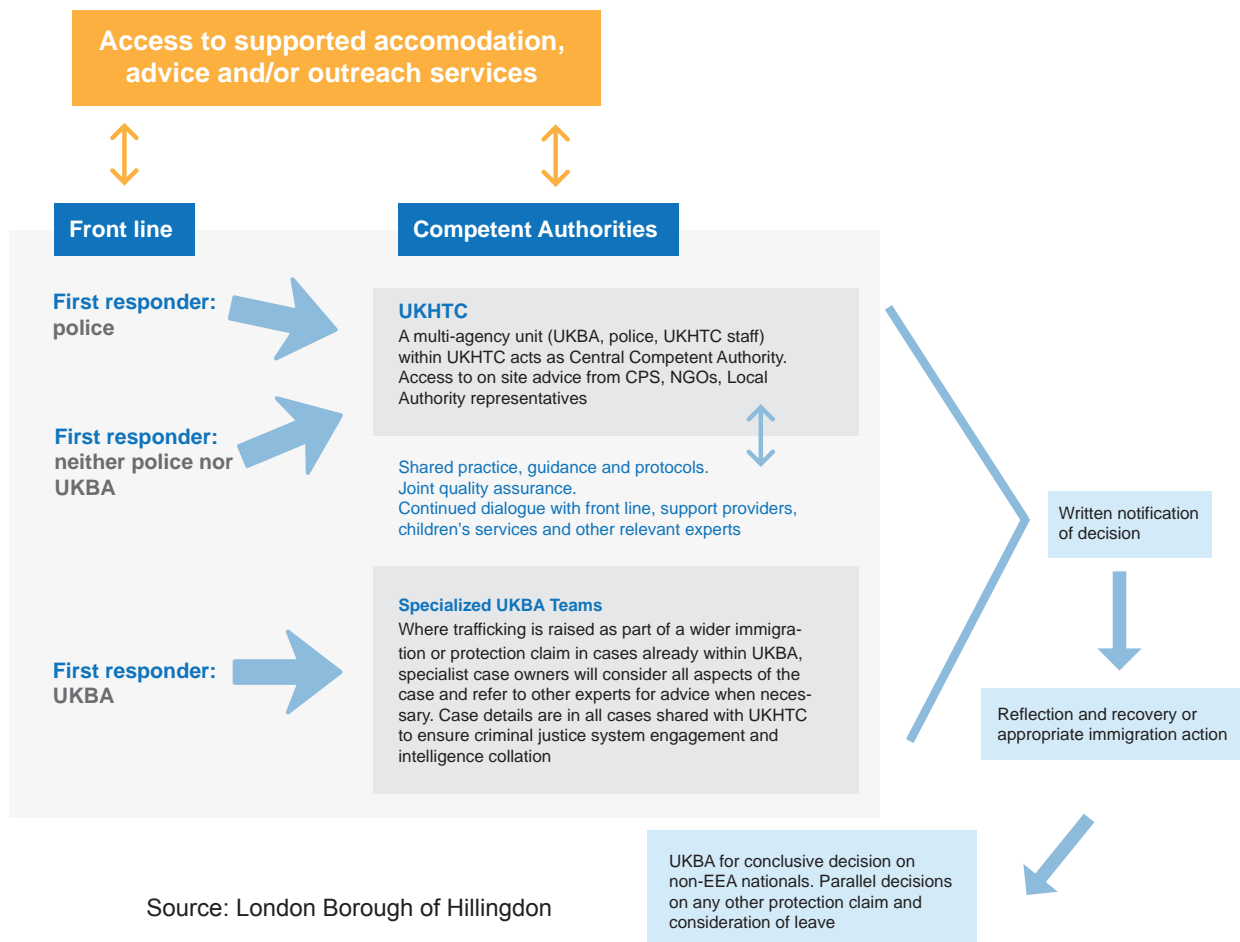 Access to supported accomodation,
advice and/or outreach services
Front line
Competent Authorities
First responder:
police
UKHTC
A multi-agency unit (UKBA, police, UKHTC staff)
within UKHTC acts as Central Competent Authority.
Access to on site advice from CPS, NGOs, Local
Authority representatives
First responder:
neither police nor
UKBA
Shared practice, guidance and protocols.
Joint quality assurance.
Continued dialogue with front line, support providers,
children’s services and other relevant experts
First responder:
UKBA
Specialized UKBA Teams
Where trafficking is raised as part of a wider immigra-
tion or protection claim in cases already within UKBA,
specialist case owners will consider all aspects of the
case and refer to other experts for advice when neces-
sary. Case details are in all cases shared with UKHTC
to ensure criminal justice system engagement and
intelligence collation
Written notification
of decision
Reflection and recovery or
appropriate immigration action
UKBA for conclusive decision on
non-EEA nationals. Parallel decisions
on any other protection claim and
consideration of leave
Source: London Borough of Hillingdon